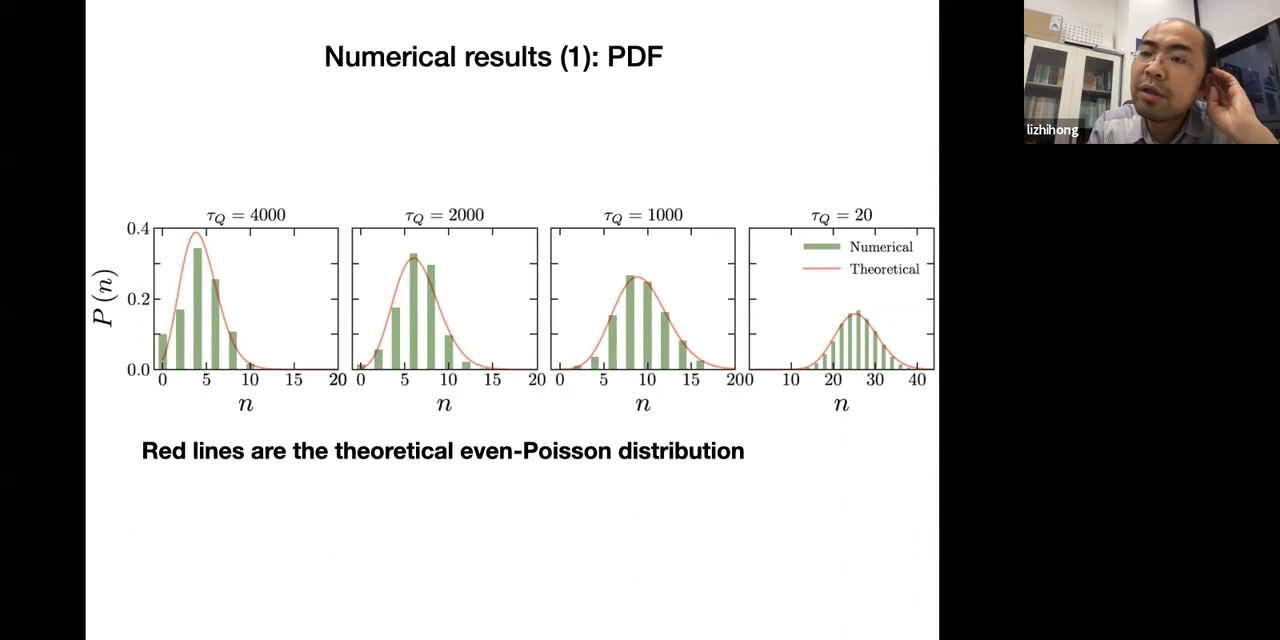 Numerical results (1): PDF
lizhihong
τ_Q = 4000
τ_Q = 2000
τ_Q = 1000
τ_Q = 20
Numerical
Theoretical
P (n)
0.4
0.2
0.0
0 5 10 15 20
0 5 10 15 20
0 5 10 15 20
0 10 20 30 40
n
n
n
n
Red lines are the theoretical even-Poisson distribution